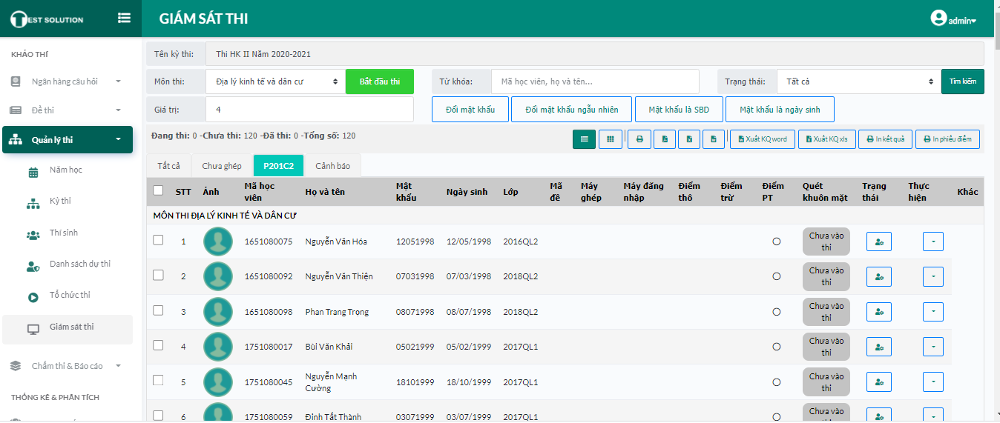 TEST SOLUTION
GIÁM SÁT THI
admin
KHẢO THÍ
Ngân hàng câu hỏi
Đề thi
Quản lý thi
Năm học
Kỳ thi
Thí sinh
Danh sách dự thi
Tổ chức thi
Giám sát thi
Chấm thi & Báo cáo
THỐNG KÊ & PHÂN TÍCH
Tên kỳ thi: Thi HK II Năm 2020-2021
Môn thi: Địa lý kinh tế và dân cư Bắt đầu thi Từ khóa: Mã học viên, họ và tên... Trạng thái: Tất cả Tìm kiếm
Giá trị: 4 Đổi mật khẩu Đổi mật khẩu ngẫu nhiên Mật khẩu là SBD Mật khẩu là ngày sinh
Đang thi: 0 -Chưa thi: 120 -Đã thi: 0 -Tổng số: 120 Xuất KQ word Xuất KQ xls In kết quả In phiếu điểm
Tất cả Chưa ghép P201C2 Cảnh báo
STT Ảnh Mã học viên Họ và tên Mật khẩu Ngày sinh Lớp Mã đề Máy ghép Máy đăng nhập Điểm thô Điểm trừ Điểm PT Quét khuôn mặt Trạng thái Thực hiện Khác
MÔN THI ĐỊA LÝ KINH TẾ VÀ DÂN CƯ
1 1651080075 Nguyễn Văn Hóa 12051998 12/05/1998 2016QL2 Chưa vào thi
2 1651080092 Nguyễn Văn Thiện 07031998 07/03/1998 2018QL2 Chưa vào thi
3 1651080098 Phan Trang Trọng 08071998 08/07/1998 2018QL2 Chưa vào thi
4 1751080017 Bùi Văn Khải 05021999 05/02/1999 2017QL1 Chưa vào thi
5 1751080045 Nguyễn Mạnh Cường 18101999 18/10/1999 2017QL1 Chưa vào thi
6 1751080059 Đinh Tất Thành 03071999 03/07/1999 2017QL1 Chưa vào